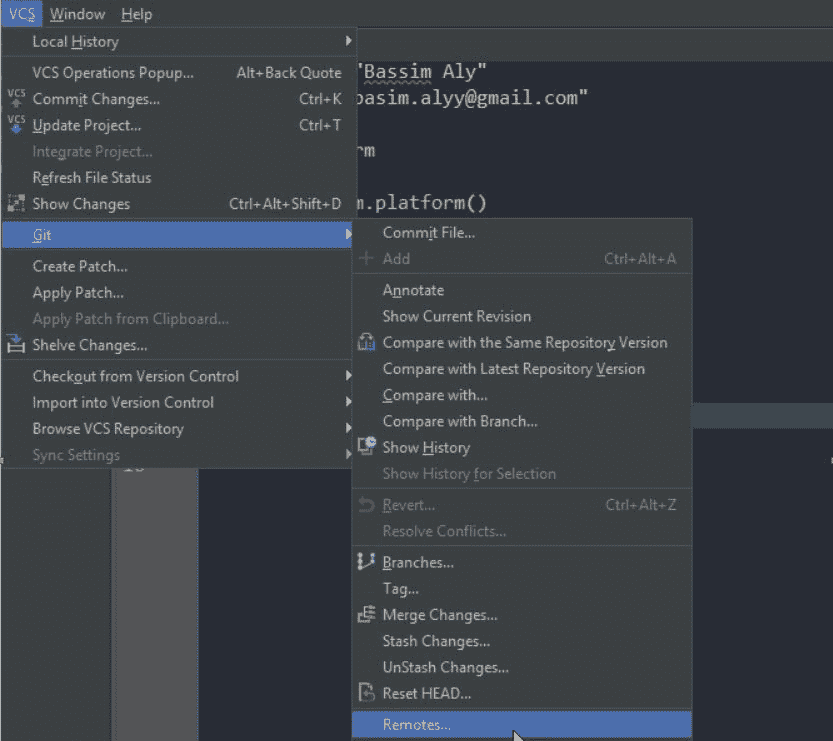 VCS Window Help
Local History
VCS Operations Popup... Alt+Back Quote
"Bassim Aly"
VCS Commit Changes... Ctrl+K
basim.alyy@gmail.com"
VCS Update Project... Ctrl+T
Integrate Project...
rm
Refresh File Status
Show Changes Ctrl+Alt+Shift+D
m.platform()
Git
Create Patch...
Apply Patch...
Apply Patch from Clipboard...
Shelve Changes...
Checkout from Version Control
Import into Version Control
Browse VCS Repository
Sync Settings
Commit File...
Add Ctrl+Alt+A
Annotate
Show Current Revision
Compare with the Same Repository Version
Compare with Latest Repository Version
Compare with...
Compare with Branch...
Show History
Show History for Selection
Revert... Ctrl+Alt+Z
Resolve Conflicts...
Branches...
Tag...
Merge Changes...
Stash Changes...
UnStash Changes...
Reset HEAD...
Remotes...